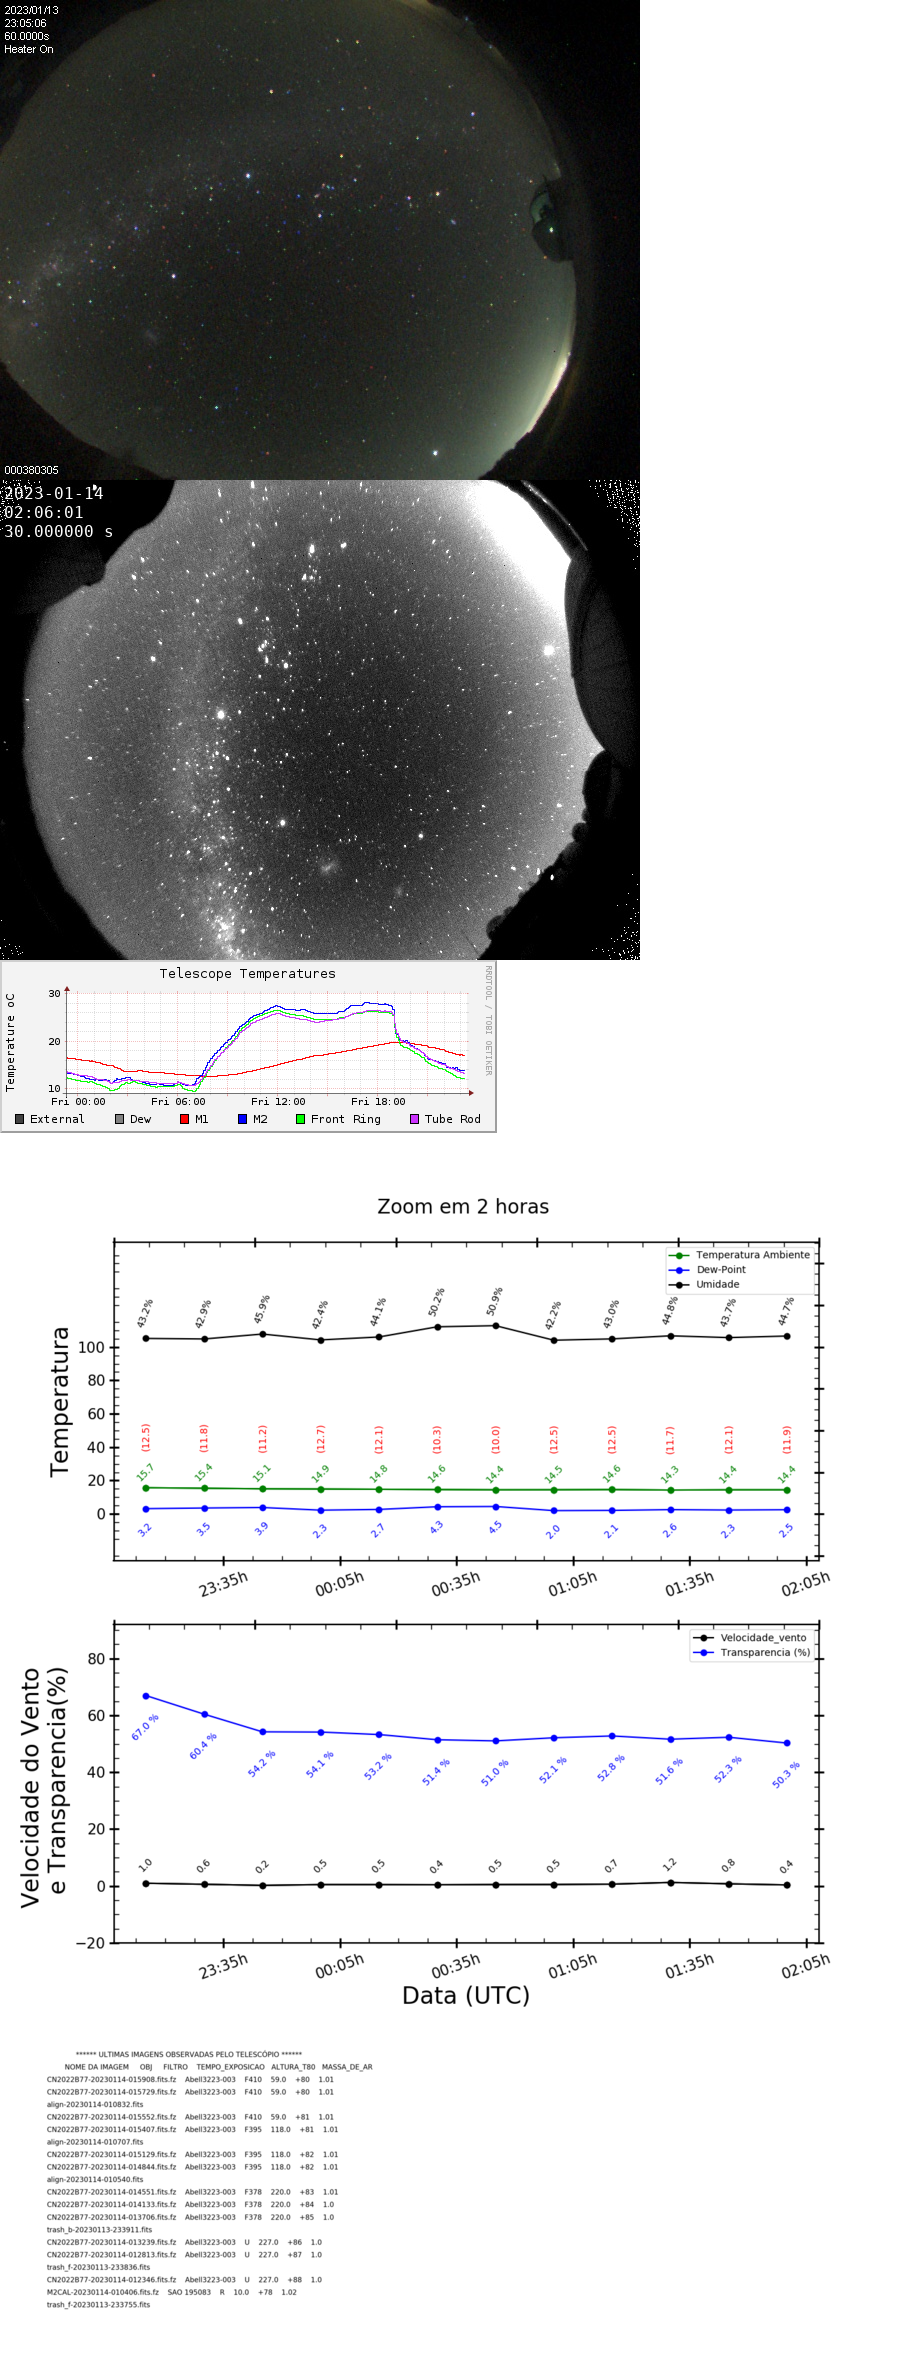 2023/01/13
23:05:06
60.0000s
Heater On
000380305
2023-01-14
02:06:01
30.000000 s
Telescope Temperatures
Temperature oC
30
20
10
Fri 00:00 Fri 06:00 Fri 12:00 Fri 18:00
External Dew M1 M2 Front Ring Tube Rod
RRDTOOL / TOBI OETIKER
Zoom em 2 horas
Temperatura Ambiente
Dew-Point
Umidade
Temperatura
100
80
60
40
20
0
43.2% 42.9% 45.9% 42.4% 44.1% 50.2% 50.9% 42.2% 43.0% 44.8% 43.7% 44.7%
(12.5) (11.8) (11.2) (12.7) (12.1) (10.3) (10.0) (12.5) (12.5) (11.7) (12.1) (11.9)
15.7 15.4 15.1 14.9 14.8 14.6 14.4 14.5 14.6 14.3 14.4 14.4
3.2 3.5 3.9 2.3 2.7 4.3 4.5 2.0 2.1 2.6 2.3 2.5
23:35h 00:05h 00:35h 01:05h 01:35h 02:05h
Velocidade_vento
Transparencia (%)
Velocidade do Vento
e Transparencia(%)
80
60
40
20
0
−20
67.0 % 60.4 % 54.2 % 54.1 % 53.2 % 51.4 % 51.0 % 52.1 % 52.8 % 51.6 % 52.3 % 50.3 %
1.0 0.6 0.2 0.5 0.5 0.4 0.5 0.5 0.7 1.2 0.8 0.4
23:35h 00:05h 00:35h 01:05h 01:35h 02:05h
Data (UTC)
****** ULTIMAS IMAGENS OBSERVADAS PELO TELESCÓPIO ******
NOME DA IMAGEM OBJ FILTRO TEMPO_EXPOSICAO ALTURA_T80 MASSA_DE_AR
CN2022B77-20230114-015908.fits.fz Abell3223-003 F410 59.0 +80 1.01
CN2022B77-20230114-015729.fits.fz Abell3223-003 F410 59.0 +80 1.01
align-20230114-010832.fits
CN2022B77-20230114-015552.fits.fz Abell3223-003 F410 59.0 +81 1.01
CN2022B77-20230114-015407.fits.fz Abell3223-003 F395 118.0 +81 1.01
align-20230114-010707.fits
CN2022B77-20230114-015129.fits.fz Abell3223-003 F395 118.0 +82 1.01
CN2022B77-20230114-014844.fits.fz Abell3223-003 F395 118.0 +82 1.01
align-20230114-010540.fits
CN2022B77-20230114-014551.fits.fz Abell3223-003 F378 220.0 +83 1.01
CN2022B77-20230114-014133.fits.fz Abell3223-003 F378 220.0 +84 1.0
CN2022B77-20230114-013706.fits.fz Abell3223-003 F378 220.0 +85 1.0
trash_b-20230113-233911.fits
CN2022B77-20230114-013239.fits.fz Abell3223-003 U 227.0 +86 1.0
CN2022B77-20230114-012813.fits.fz Abell3223-003 U 227.0 +87 1.0
trash_f-20230113-233836.fits
CN2022B77-20230114-012346.fits.fz Abell3223-003 U 227.0 +88 1.0
M2CAL-20230114-010406.fits.fz SAO 195083 R 10.0 +78 1.02
trash_f-20230113-233755.fits